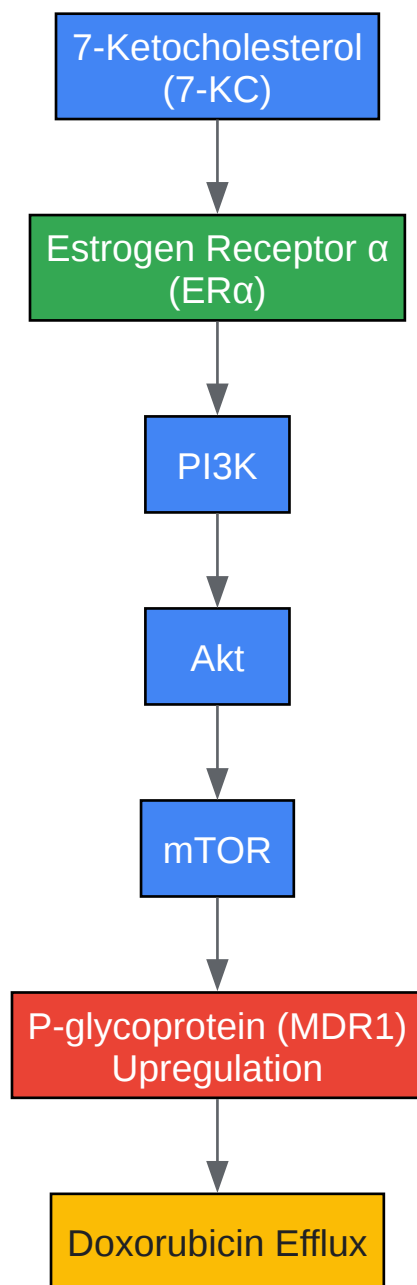 7-Ketocholesterol
(7-KC)
Estrogen Receptor α
(ERα)
PI3K
Akt
mTOR
P-glycoprotein (MDR1)
Upregulation
Doxorubicin Efflux